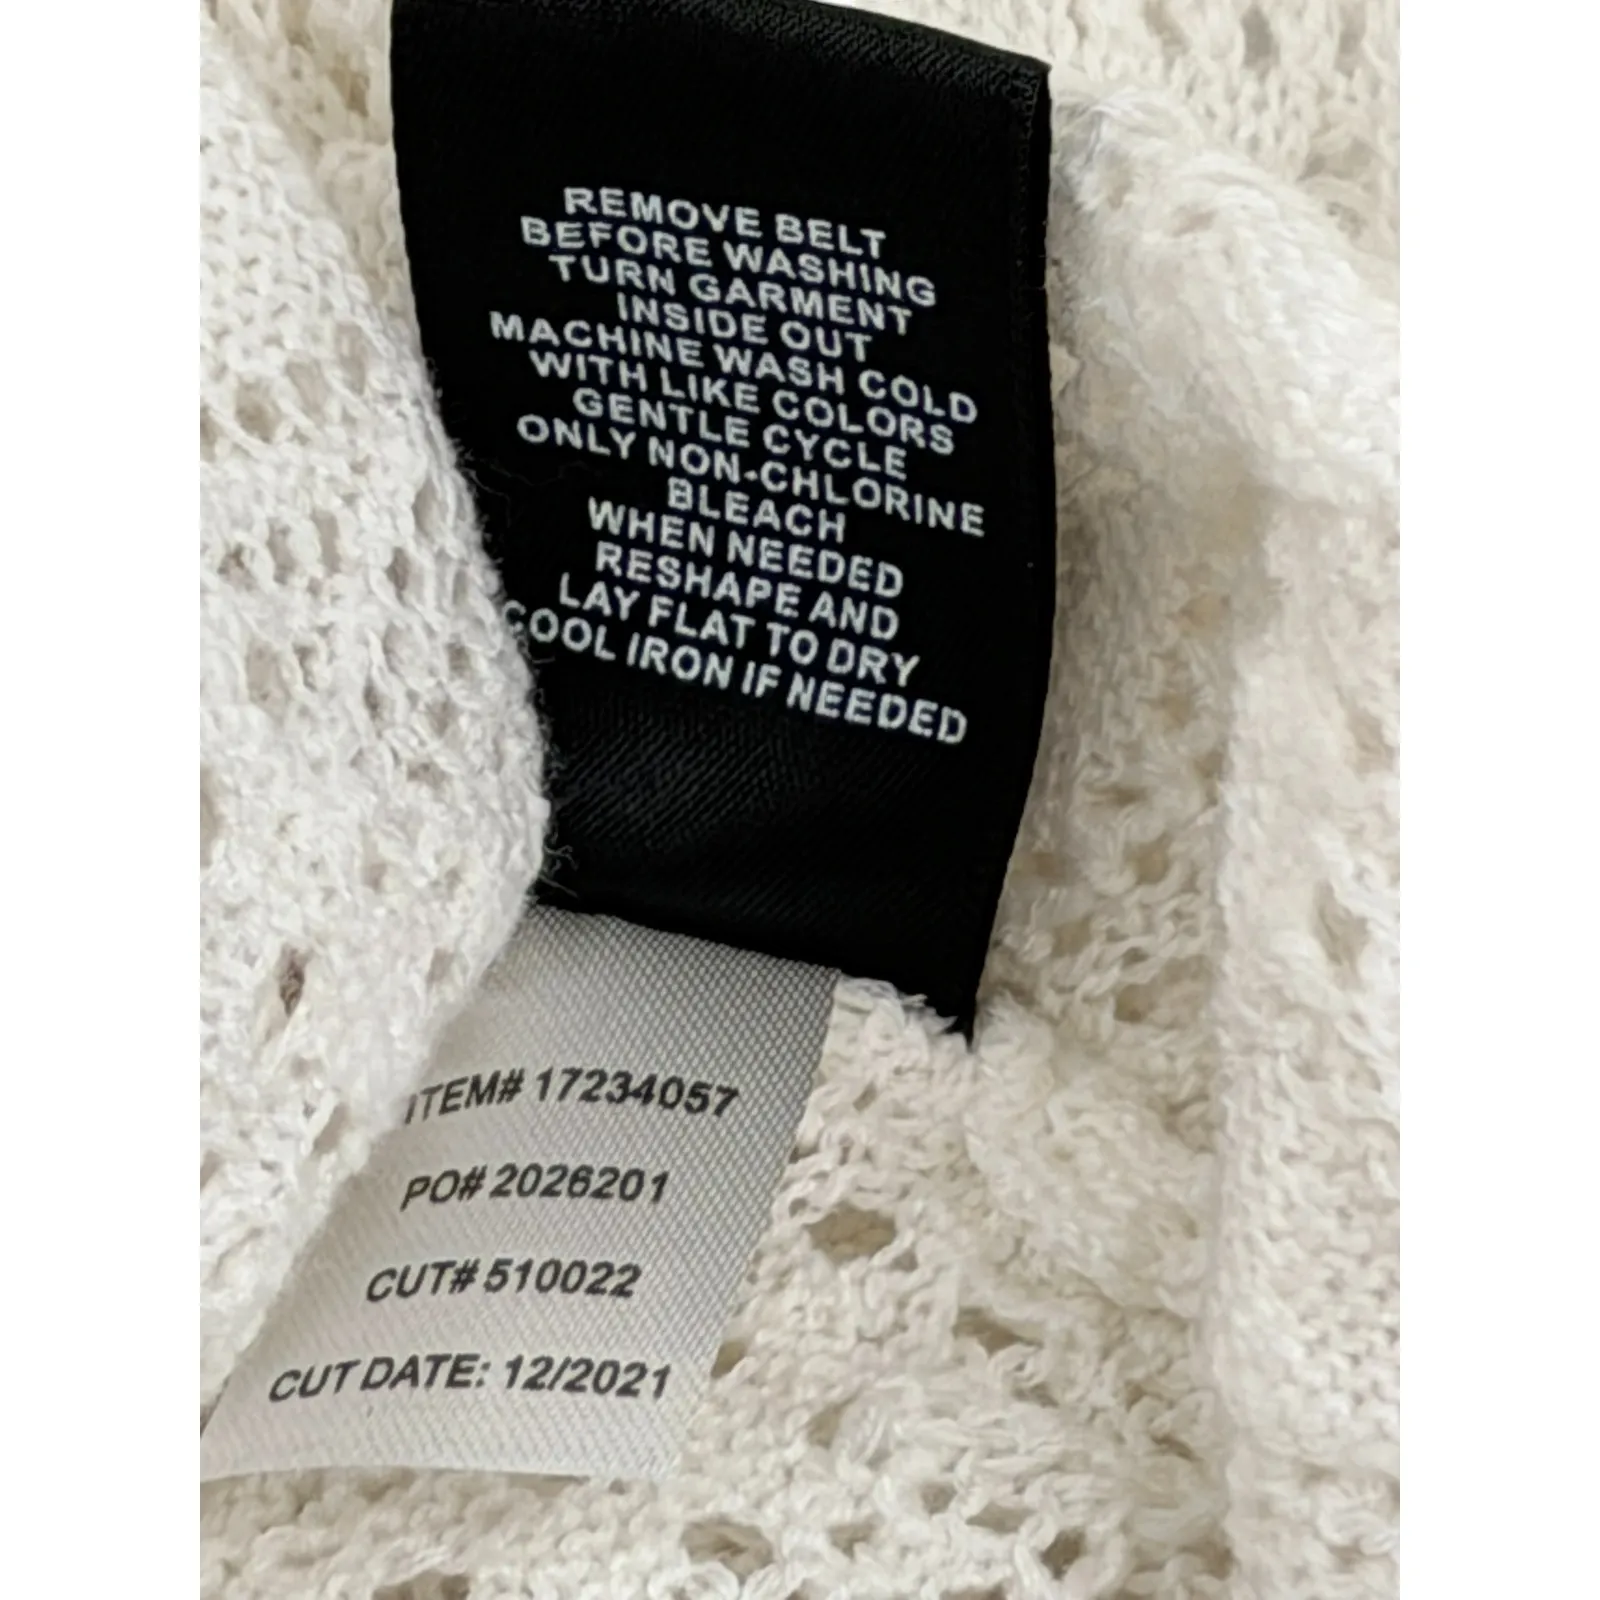 REMOVE BELT
BEFORE WASHING
TURN GARMENT
INSIDE OUT
MACHINE WASH COLD
WITH LIKE COLORS
GENTLE CYCLE
ONLY NON-CHLORINE
BLEACH
WHEN NEEDED
RESHAPE AND
LAY FLAT TO DRY
COOL IRON IF NEEDED
ITEM# 17234057
PO# 2026201
CUT# 510022
CUT DATE: 12/2021